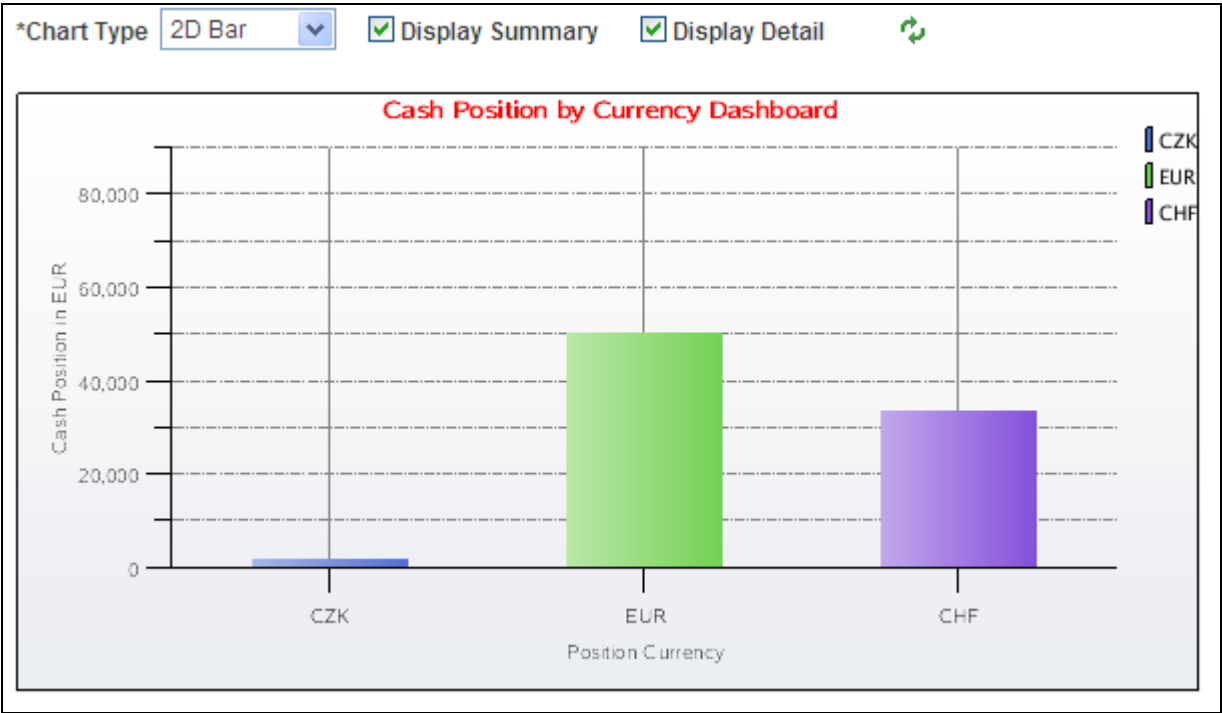 *Chart Type 2D Bar Display Summary Display Detail
Cash Position by Currency Dashboard
CZK
EUR
CHF
80,000
60,000
40,000
20,000
0
Cash Position in EUR
CZK EUR CHF
Position Currency